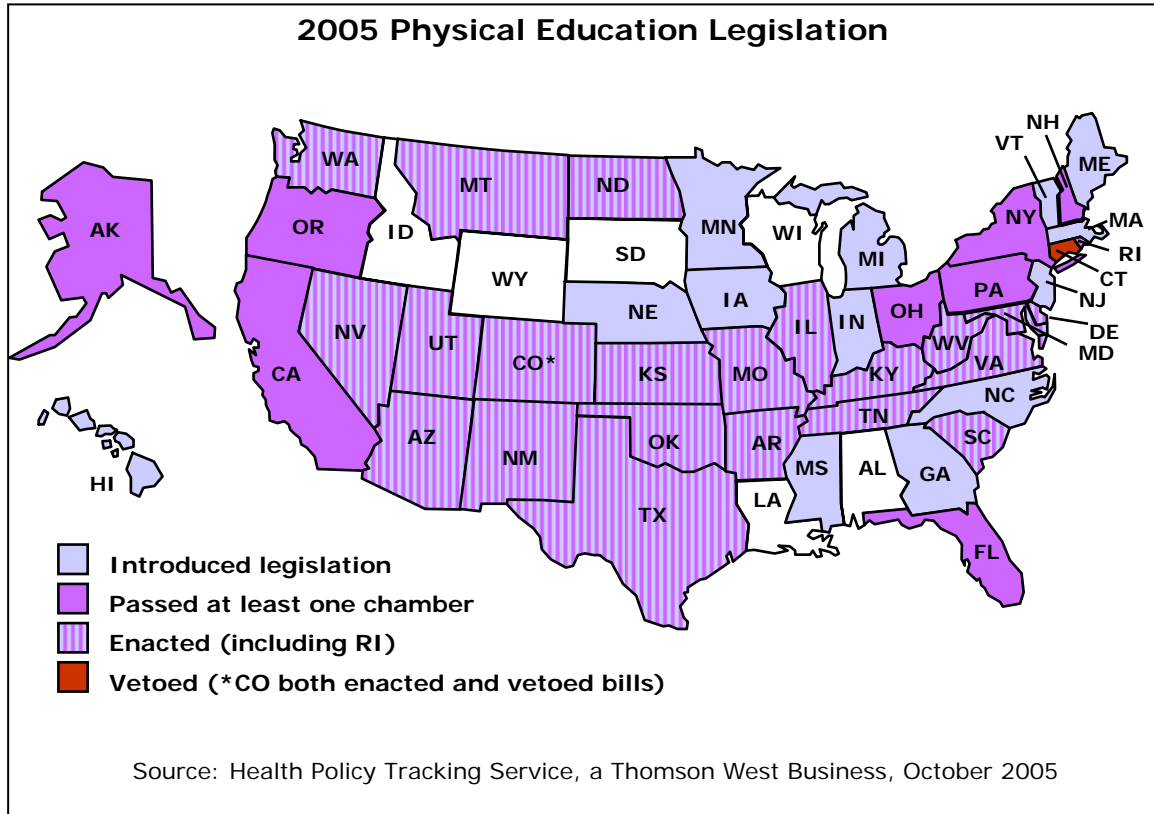 2005 Physical Education Legislation
NH
VT
WA
ME
MT
ND
AK
MN
NY
MA
OR
WI
ID
RI
SD
MI
CT
WY
PA
NJ
IA
NE
OH
IL
IN
DE
NV
UT
WV
MD
CO*
VA
CA
KS
MO
KY
NC
TN
AZ
OK
SC
AR
NM
MS
AL
GA
HI
LA
TX
FL
Introduced legislation
Passed at least one chamber
Enacted (including RI)
Vetoed (*CO both enacted and vetoed bills)
Source: Health Policy Tracking Service, a Thomson West Business, October 2005